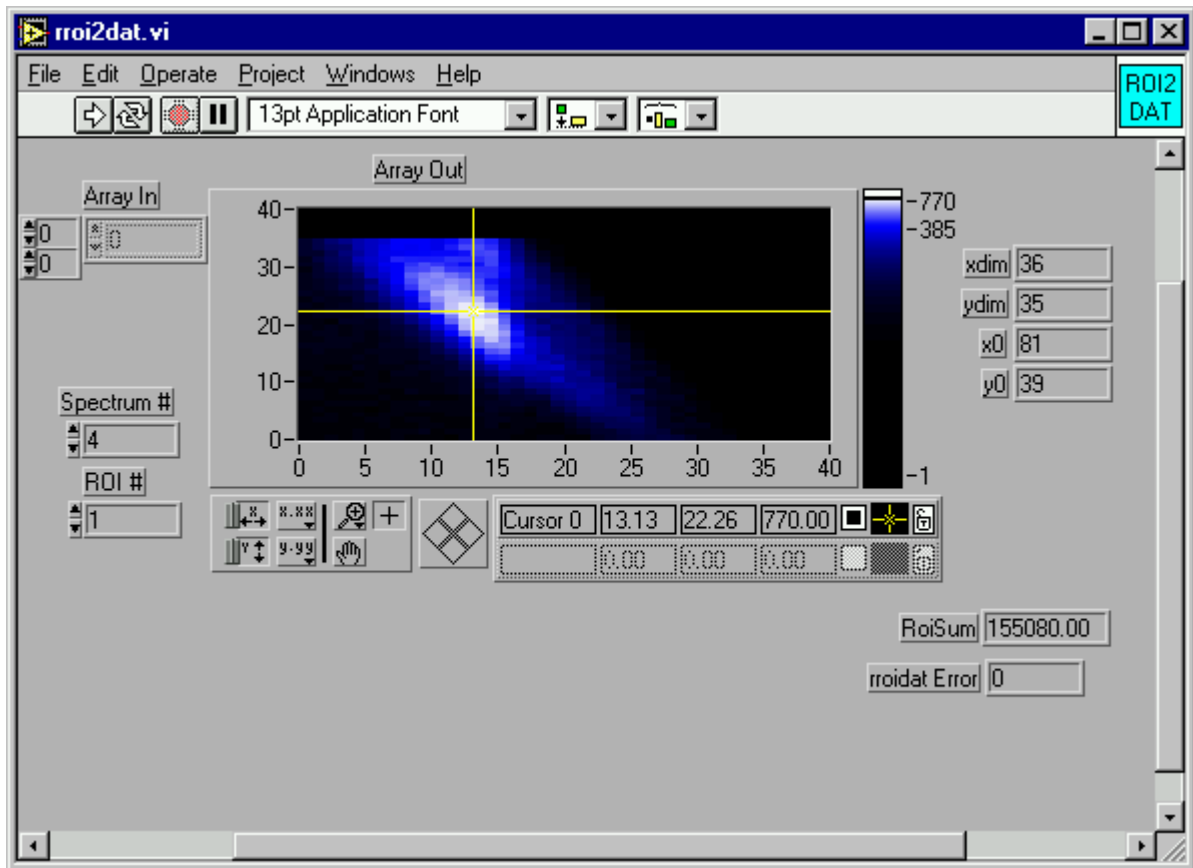 rroi2dat.vi
File Edit Operate Project Windows Help
ROI2
DAT
13pt Application Font
Array Out
Array In
0
0
0
40
30
20
10
0
0 5 10 15 20 25 30 35 40
770
385
1
xdim 36
ydim 35
x0 81
y0 39
Spectrum #
4
ROI #
1
X x.xx
Y y.yy
Cursor 0 13.13 22.26 770.00
0.00 0.00 0.00
RoiSum 155080.00
rroidat Error 0